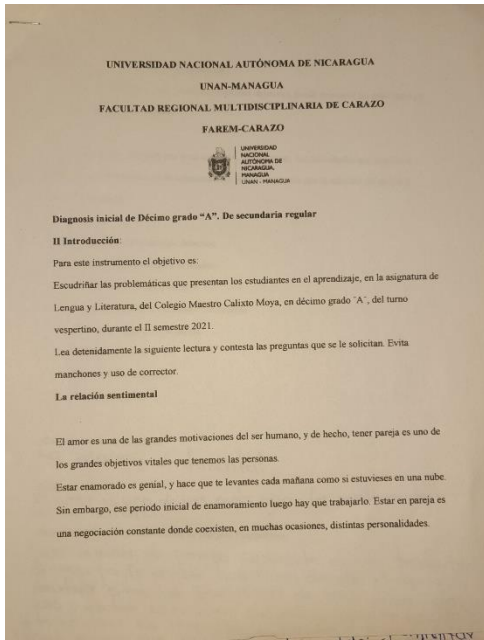 UNIVERSIDAD NACIONAL AUTÓNOMA DE NICARAGUA
UNAN-MANAGUA
FACULTAD REGIONAL MULTIDISCIPLINARIA DE CARAZO
FAREM-CARAZO
UNIVERSIDAD
NACIONAL
AUTÓNOMA DE
NICARAGUA,
MANAGUA
UNAN - MANAGUA
Diagnosis inicial de Décimo grado “A”. De secundaria regular
II Introducción:
Para este instrumento el objetivo es:
Escudriñar las problemáticas que presentan los estudiantes en el aprendizaje, en la asignatura de
Lengua y Literatura, del Colegio Maestro Calixto Moya, en décimo grado ¨A¨, del turno
vespertino, durante el II semestre 2021.
Lea detenidamente la siguiente lectura y contesta las preguntas que se le solicitan. Evita
manchones y uso de corrector.
La relación sentimental
El amor es una de las grandes motivaciones del ser humano, y de hecho, tener pareja es uno de
los grandes objetivos vitales que tenemos las personas.
Estar enamorado es genial, y hace que te levantes cada mañana como si estuvieses en una nube.
Sin embargo, ese periodo inicial de enamoramiento luego hay que trabajarlo. Estar en pareja es
una negociación constante donde coexisten, en muchas ocasiones, distintas personalidades.